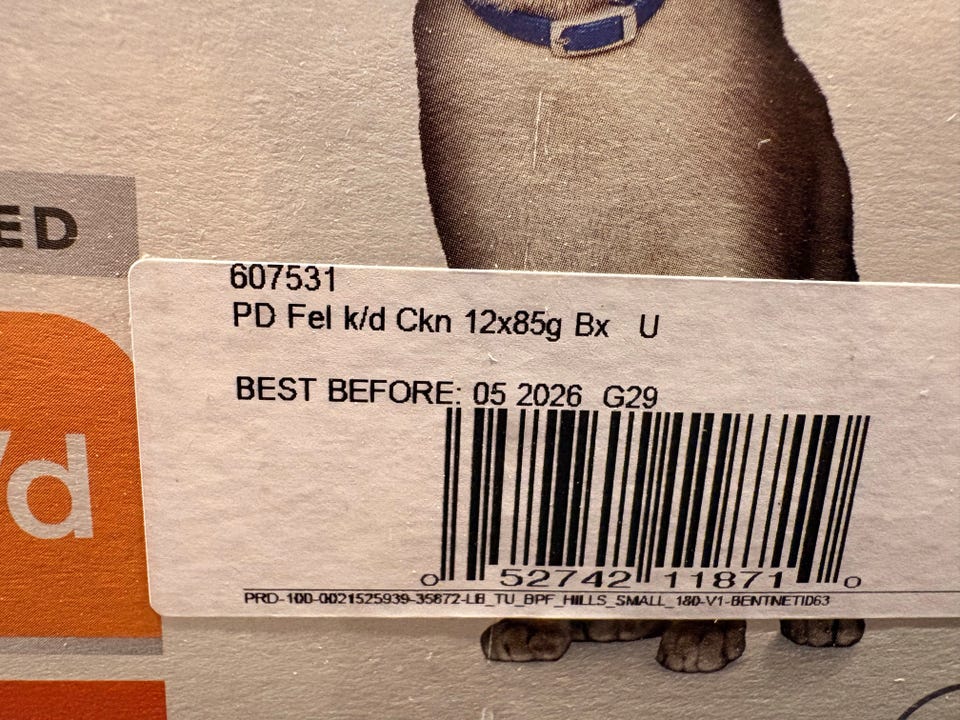 ED
607531
PD Fel k/d Ckn 12x85g Bx U
BEST BEFORE: 05 2026 G29
/d
0 52742 11871 0
PRD-100-0021525939-35872-LB_TU_BPF_HILLS_SMALL_180-V1-BENTNETID63